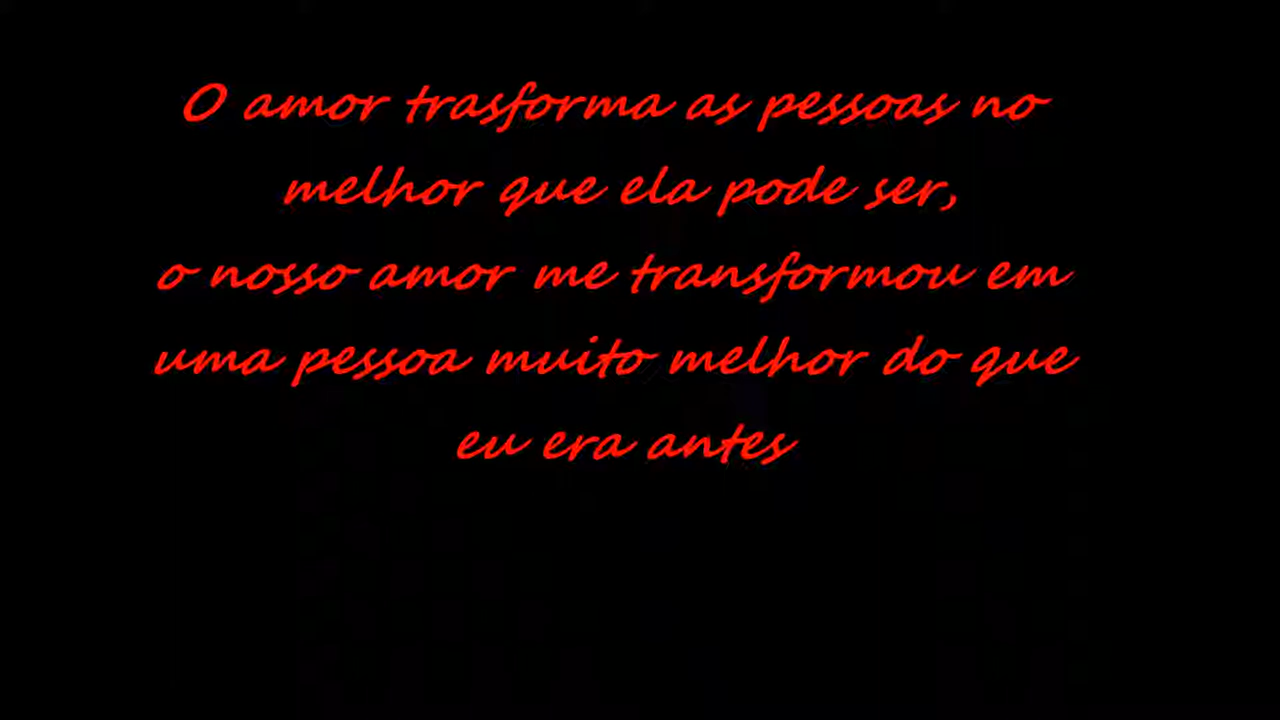 O amor trasforma as pessoas no
melhor que ela pode ser,
o nosso amor me transformou em
uma pessoa muito melhor do que
eu era antes